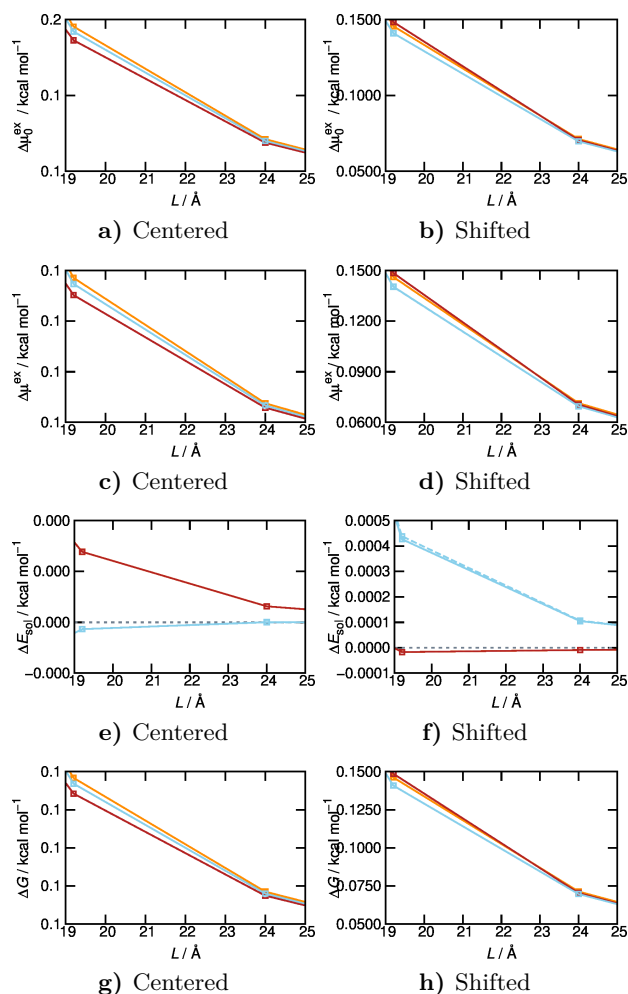 0.2
0.1
0.1
Δμ₀ᵉˣ / kcal mol⁻¹
19 20 21 22 23 24 25
L / Å
a) Centered
0.1500
0.1000
0.0500
Δμ₀ᵉˣ / kcal mol⁻¹
19 20 21 22 23 24 25
L / Å
b) Shifted
0.1
0.1
0.1
0.1
Δμᵉˣ / kcal mol⁻¹
19 20 21 22 23 24 25
L / Å
c) Centered
0.1500
0.1200
0.0900
0.0600
Δμᵉˣ / kcal mol⁻¹
19 20 21 22 23 24 25
L / Å
d) Shifted
0.000
0.000
−0.000
−0.000
ΔE_sol / kcal mol⁻¹
19 20 21 22 23 24 25
L / Å
e) Centered
0.0005
0.0004
0.0003
0.0002
0.0001
0.0000
−0.0001
ΔE_sol / kcal mol⁻¹
19 20 21 22 23 24 25
L / Å
f) Shifted
0.1
0.1
0.1
0.1
0.1
ΔG / kcal mol⁻¹
19 20 21 22 23 24 25
L / Å
g) Centered
0.1500
0.1250
0.1000
0.0750
0.0500
ΔG / kcal mol⁻¹
19 20 21 22 23 24 25
L / Å
h) Shifted